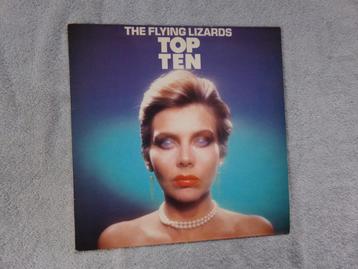 THE FLYING LIZARDS
TOP
TEN